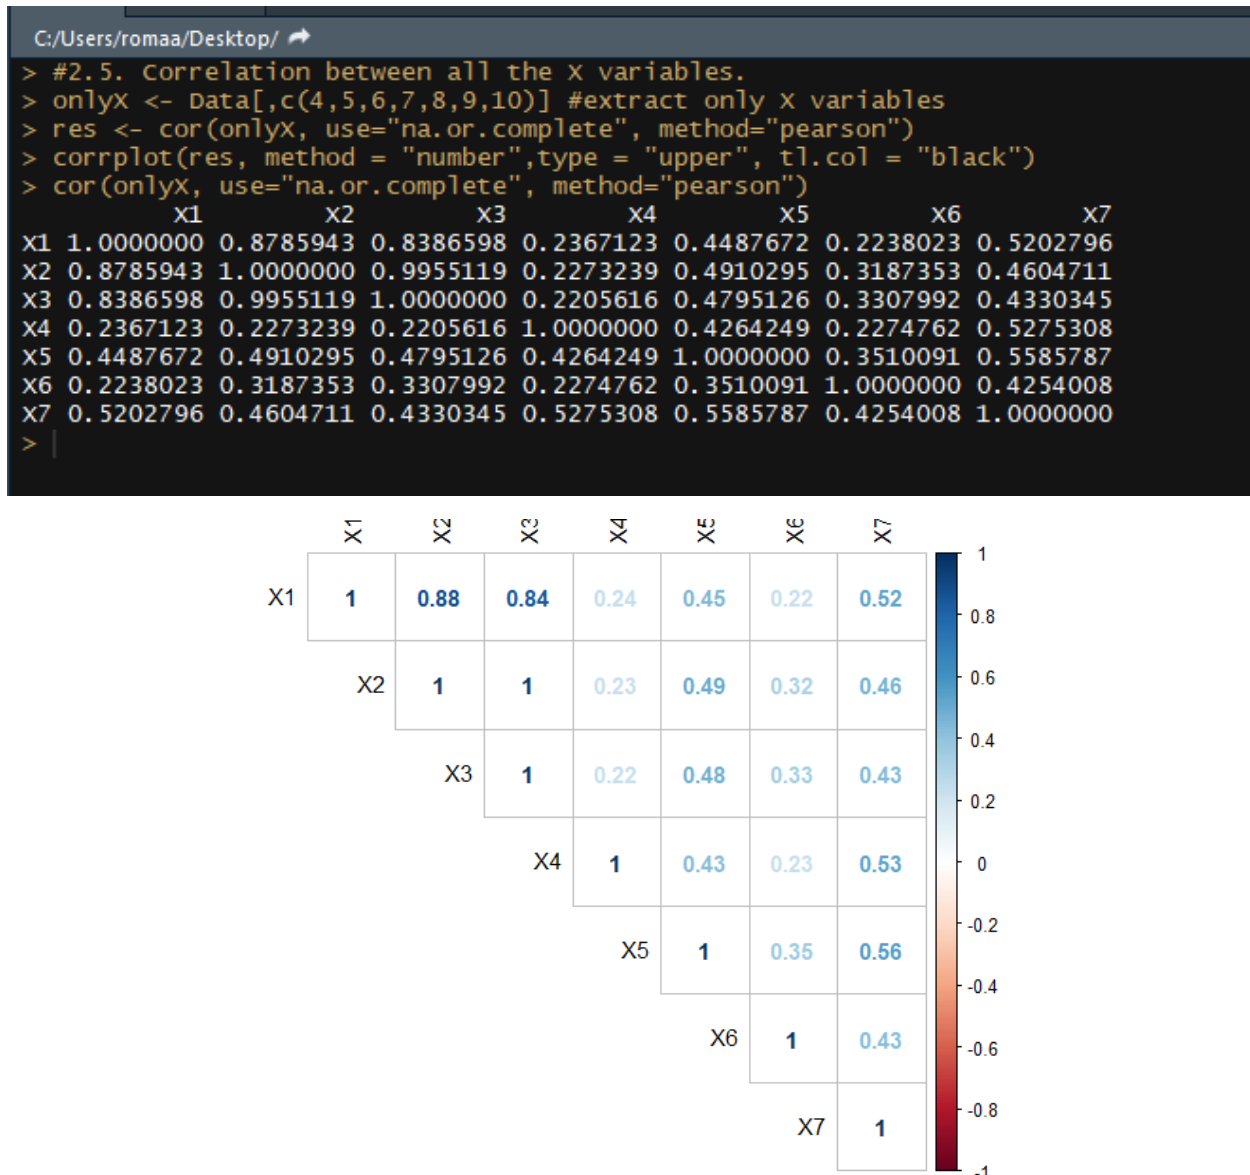 C:/Users/romaa/Desktop/
> #2.5. Correlation between all the X variables.
> onlyX <- Data[,c(4,5,6,7,8,9,10)] #extract only X variables
> res <- cor(onlyX, use="na.or.complete", method="pearson")
> corrplot(res, method = "number",type = "upper", tl.col = "black")
> cor(onlyX, use="na.or.complete", method="pearson")
X1 X2 X3 X4 X5 X6 X7
X1 1.0000000 0.8785943 0.8386598 0.2367123 0.4487672 0.2238023 0.5202796
X2 0.8785943 1.0000000 0.9955119 0.2273239 0.4910295 0.3187353 0.4604711
X3 0.8386598 0.9955119 1.0000000 0.2205616 0.4795126 0.3307992 0.4330345
X4 0.2367123 0.2273239 0.2205616 1.0000000 0.4264249 0.2274762 0.5275308
X5 0.4487672 0.4910295 0.4795126 0.4264249 1.0000000 0.3510091 0.5585787
X6 0.2238023 0.3187353 0.3307992 0.2274762 0.3510091 1.0000000 0.4254008
X7 0.5202796 0.4604711 0.4330345 0.5275308 0.5585787 0.4254008 1.0000000
>
X1 X2 X3 X4 X5 X6 X7
X1 1 0.88 0.84 0.24 0.45 0.22 0.52
X2 1 1 0.23 0.49 0.32 0.46
X3 1 0.22 0.48 0.33 0.43
X4 1 0.43 0.23 0.53
X5 1 0.35 0.56
X6 1 0.43
X7 1
1
0.8
0.6
0.4
0.2
0
-0.2
-0.4
-0.6
-0.8
-1